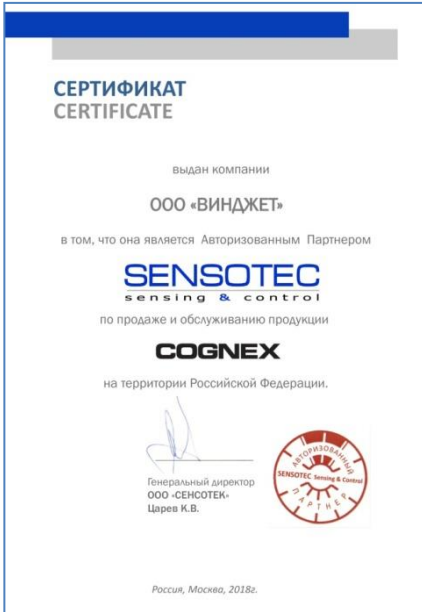 СЕРТИФИКАТ
CERTIFICATE
выдан компании
ООО «ВИНДЖЕТ»
в том, что она является Авторизованным Партнером
SENSOTEC
sensing & control
по продаже и обслуживанию продукции
COGNEX
на территории Российской Федерации.
Генеральный директор
ООО «СЕНСОТЕК»
Царев К.В.
АВТОРИЗОВАННЫЙ
SENSOTEC Sensing & Control
ПАРТНЕР
Россия, Москва, 2018г.